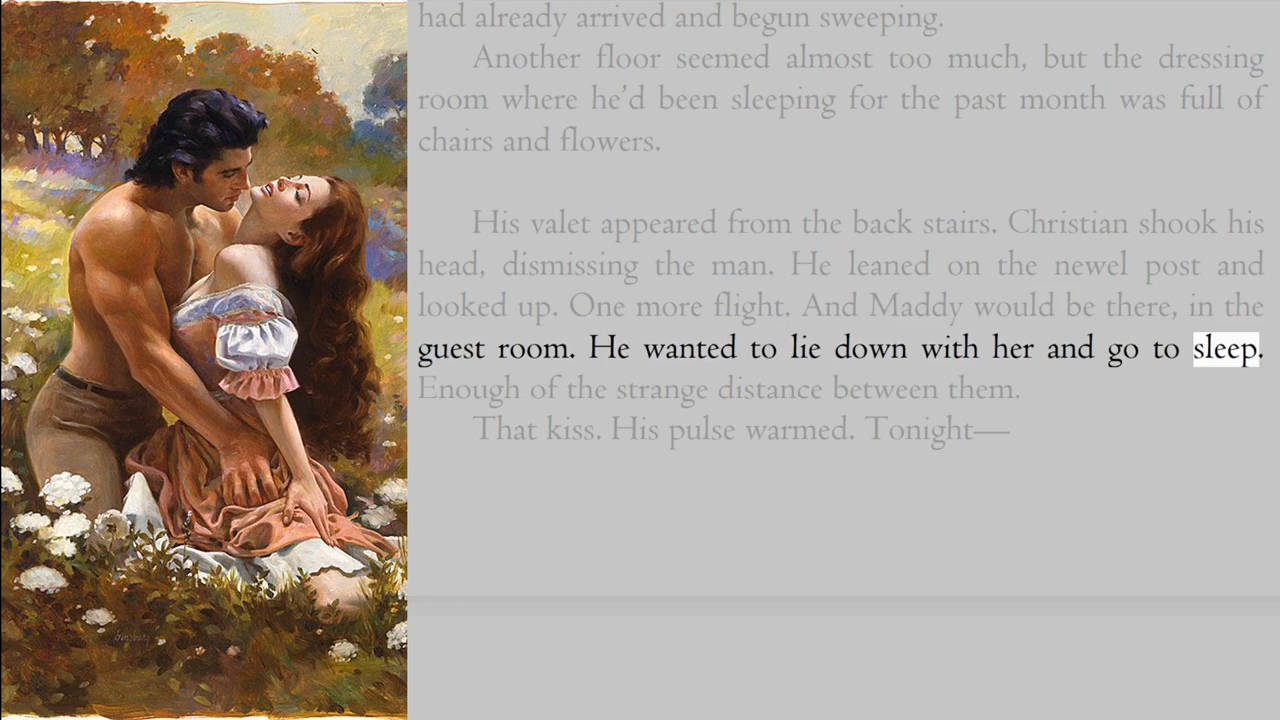 had already arrived and begun sweeping.
Another floor seemed almost too much, but the dressing
room where he’d been sleeping for the past month was full of
chairs and flowers.
His valet appeared from the back stairs. Christian shook his
head, dismissing the man. He leaned on the newel post and
looked up. One more flight. And Maddy would be there, in the
guest room. He wanted to lie down with her and go to sleep.
Enough of the strange distance between them.
That kiss. His pulse warmed. Tonight—